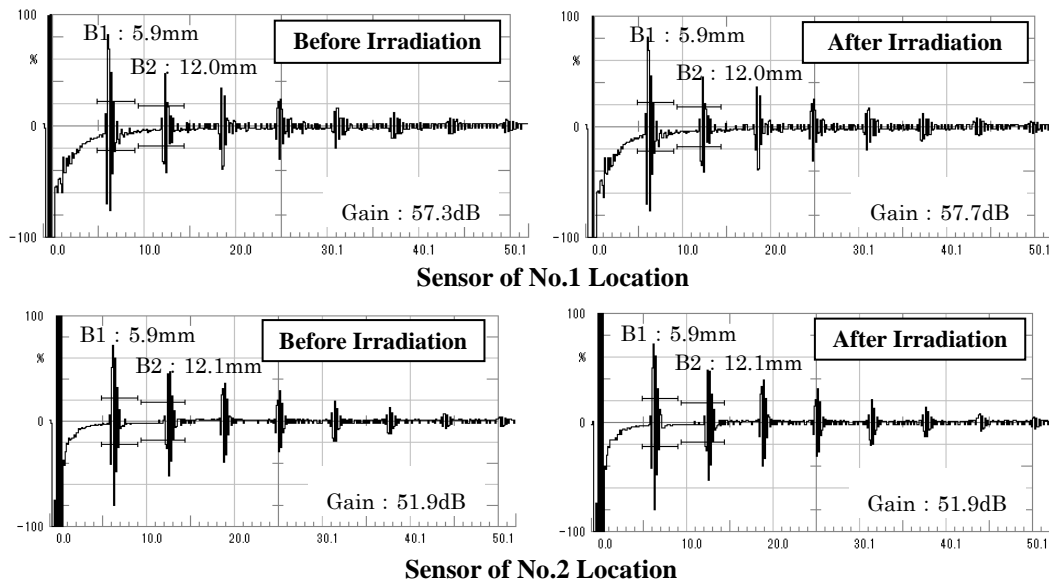 100
B1 : 5.9mm
Before Irradiation
%
B2 : 12.0mm
0
Gain : 57.3dB
-100
0.0 10.0 20.0 30.1 40.1 50.1
100
B1 : 5.9mm
After Irradiation
%
B2 : 12.0mm
0
Gain : 57.7dB
-100
0.0 10.0 20.0 30.1 40.1 50.1
Sensor of No.1 Location
100
B1 : 5.9mm
Before Irradiation
%
B2 : 12.1mm
0
Gain : 51.9dB
-100
0.0 10.0 20.0 30.1 40.1 50.1
100
B1 : 5.9mm
After Irradiation
%
B2 : 12.1mm
0
Gain : 51.9dB
-100
0.0 10.0 20.0 30.1 40.1 50.1
Sensor of No.2 Location